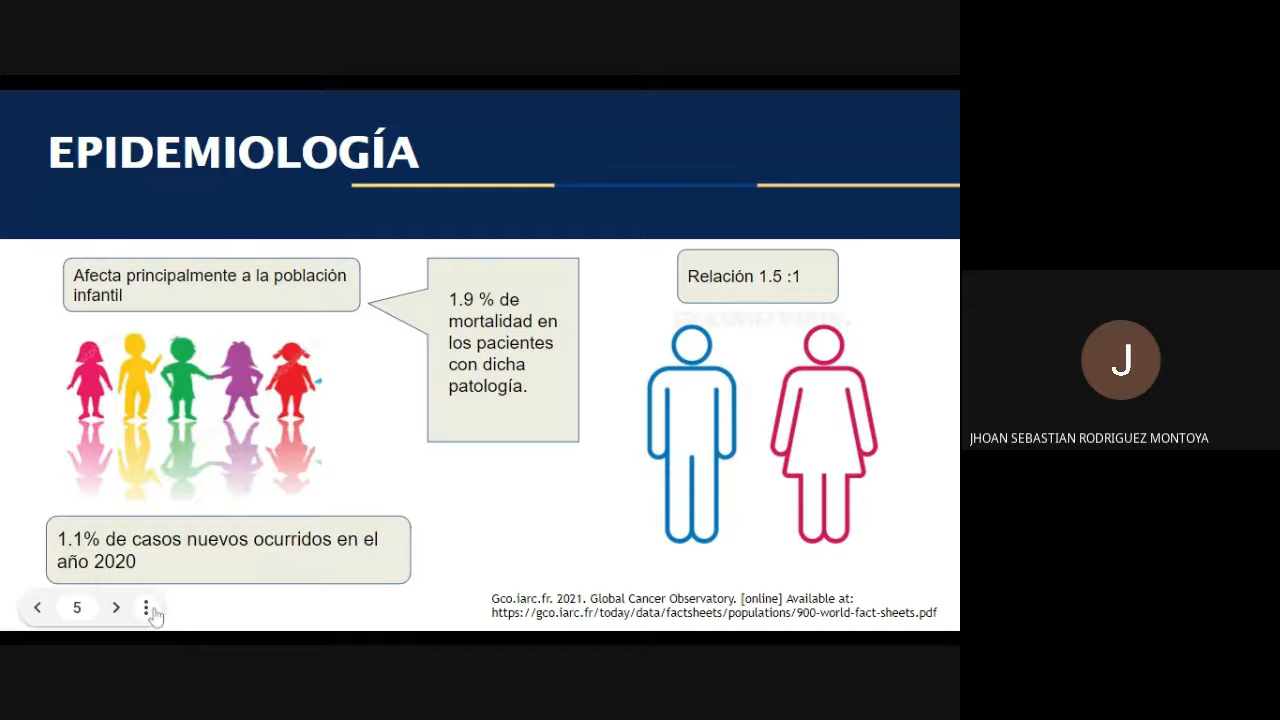 EPIDEMIOLOGÍA
Afecta principalmente a la población
infantil
1.9 % de
mortalidad en
los pacientes
con dicha
patología.
Relación 1.5 :1
1.1% de casos nuevos ocurridos en el
año 2020
5
Gco.iarc.fr. 2021. Global Cancer Observatory. [online] Available at:
https://gco.iarc.fr/today/data/factsheets/populations/900-world-fact-sheets.pdf
J
JHOAN SEBASTIAN RODRIGUEZ MONTOYA